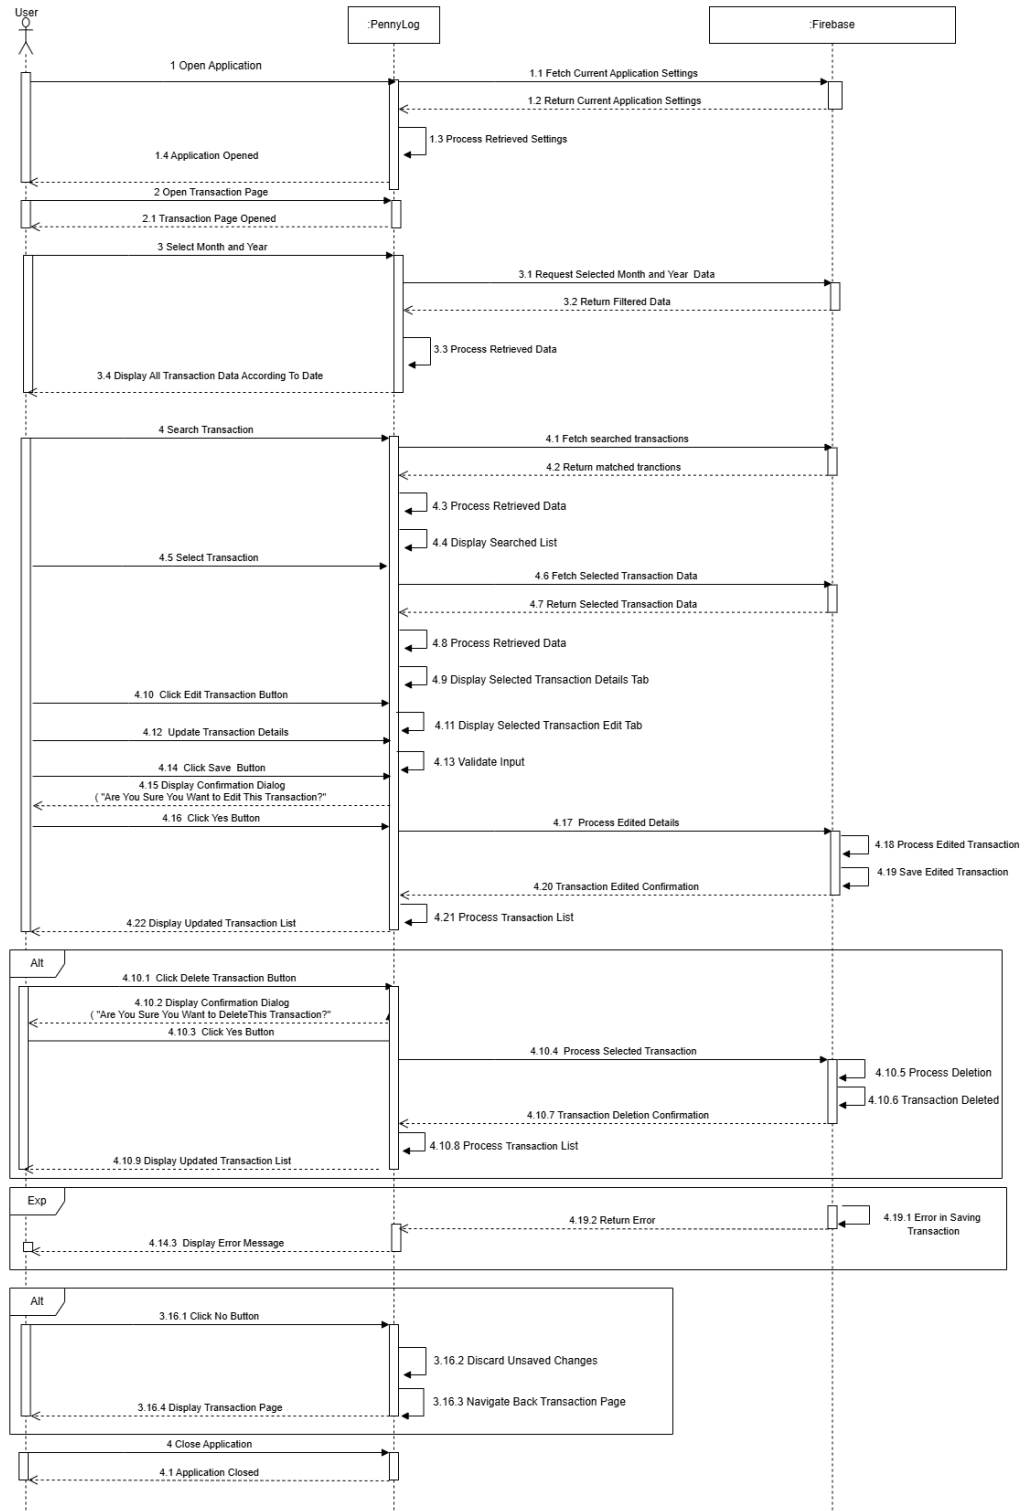 User
:PennyLog
:Firebase
1 Open Application
1.1 Fetch Current Application Settings
1.2 Return Current Application Settings
1.3 Process Retrieved Settings
1.4 Application Opened
2 Open Transaction Page
2.1 Transaction Page Opened
3 Select Month and Year
3.1 Request Selected Month and Year  Data
3.2 Return Filtered Data
3.3 Process Retrieved Data
3.4 Display All Transaction Data According To Date
4 Search Transaction
4.1 Fetch searched transactions
4.2 Return matched tranctions
4.3 Process Retrieved Data
4.4 Display Searched List
4.5 Select Transaction
4.6 Fetch Selected Transaction Data
4.7 Return Selected Transaction Data
4.8 Process Retrieved Data
4.9 Display Selected Transaction Details Tab
4.10  Click Edit Transaction Button
4.11 Display Selected Transaction Edit Tab
4.12  Update Transaction Details
4.13 Validate Input
4.14  Click Save  Button
4.15 Display Confirmation Dialog
( "Are You Sure You Want to Edit This Transaction?"
4.16  Click Yes Button
4.17  Process Edited Details
4.18 Process Edited Transaction
4.19 Save Edited Transaction
4.20 Transaction Edited Confirmation
4.21 Process Transaction List
4.22 Display Updated Transaction List
Alt
4.10.1  Click Delete Transaction Button
4.10.2 Display Confirmation Dialog
( "Are You Sure You Want to DeleteThis Transaction?"
4.10.3  Click Yes Button
4.10.4  Process Selected Transaction
4.10.5 Process Deletion
4.10.6 Transaction Deleted
4.10.7 Transaction Deletion Confirmation
4.10.8 Process Transaction List
4.10.9 Display Updated Transaction List
Exp
4.19.1 Error in Saving
Transaction
4.19.2 Return Error
4.14.3  Display Error Message
Alt
3.16.1 Click No Button
3.16.2 Discard Unsaved Changes
3.16.3 Navigate Back Transaction Page
3.16.4 Display Transaction Page
4 Close Application
4.1 Application Closed